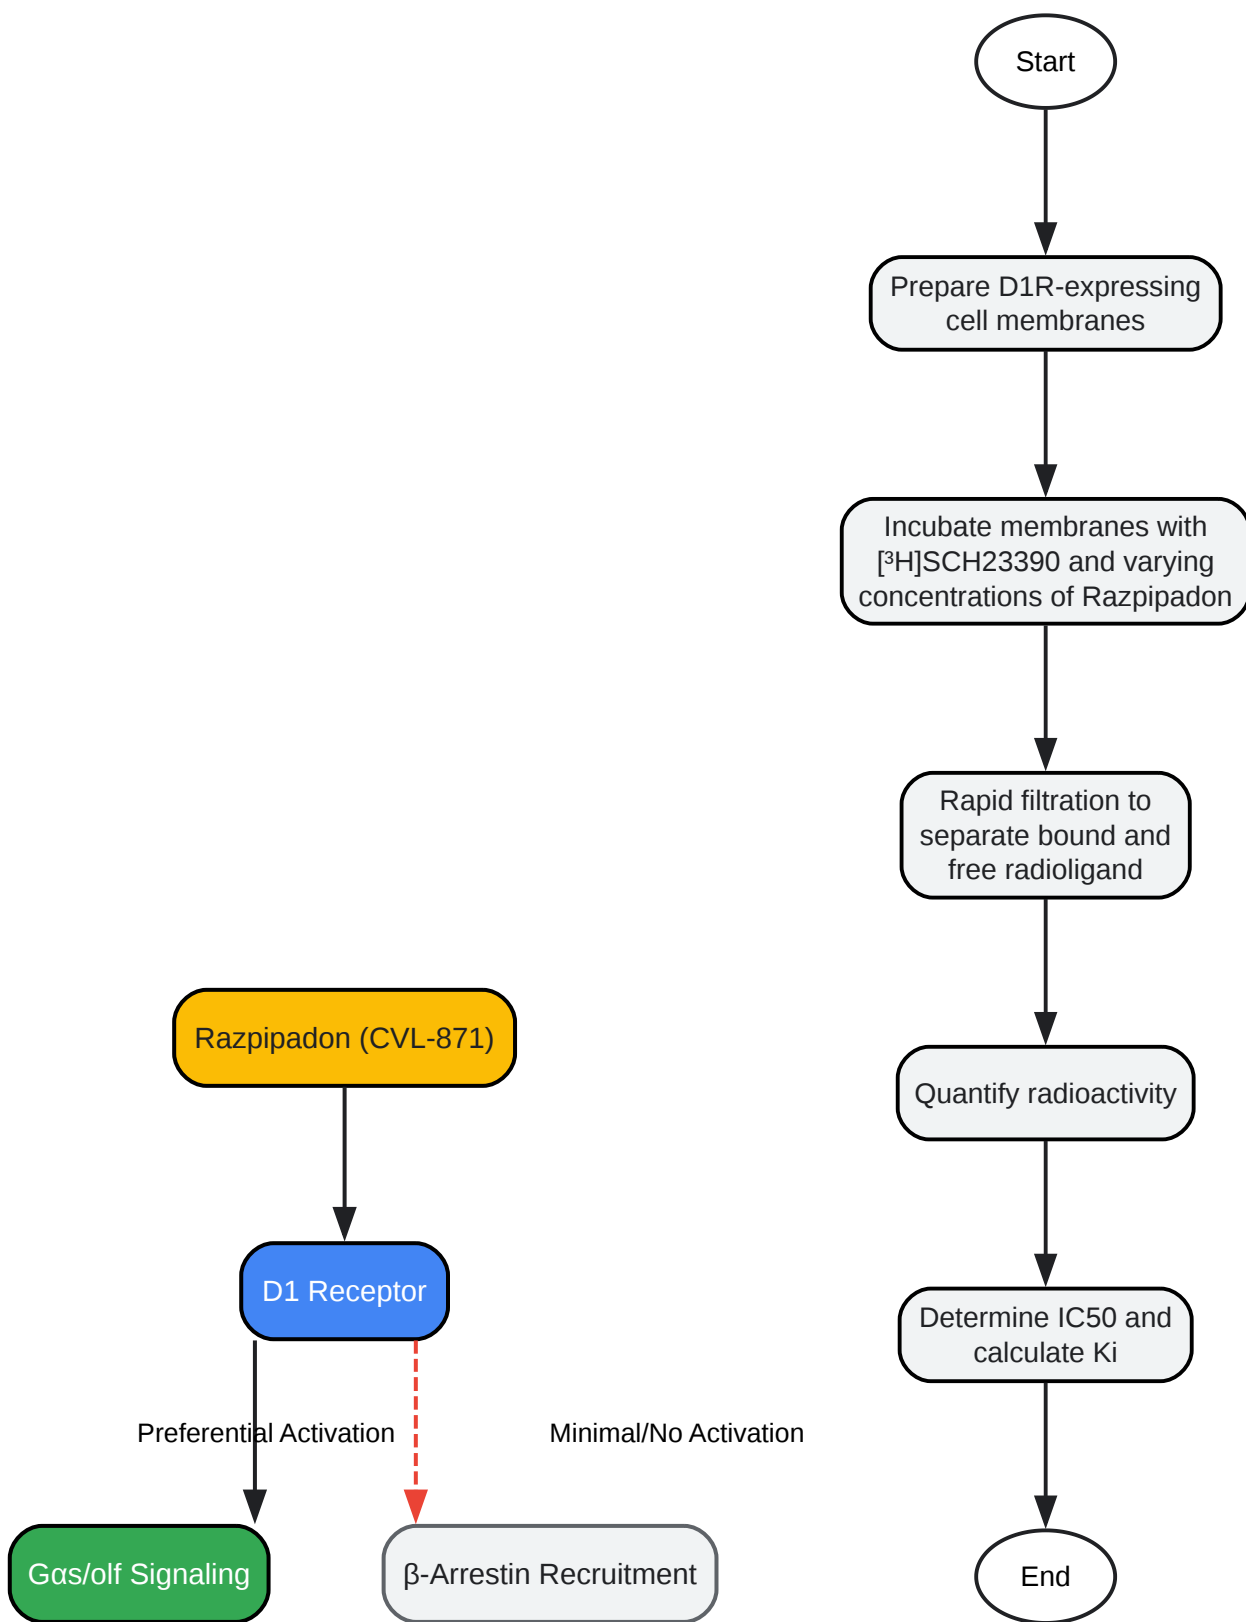 Start
Prepare D1R-expressing
cell membranes
Incubate membranes with
[³H]SCH23390 and varying
concentrations of Razpipadon
Rapid filtration to
separate bound and
free radioligand
Quantify radioactivity
Determine IC50 and
calculate Ki
End
Razpipadon (CVL-871)
D1 Receptor
Preferential Activation
Minimal/No Activation
Gαs/olf Signaling
β-Arrestin Recruitment